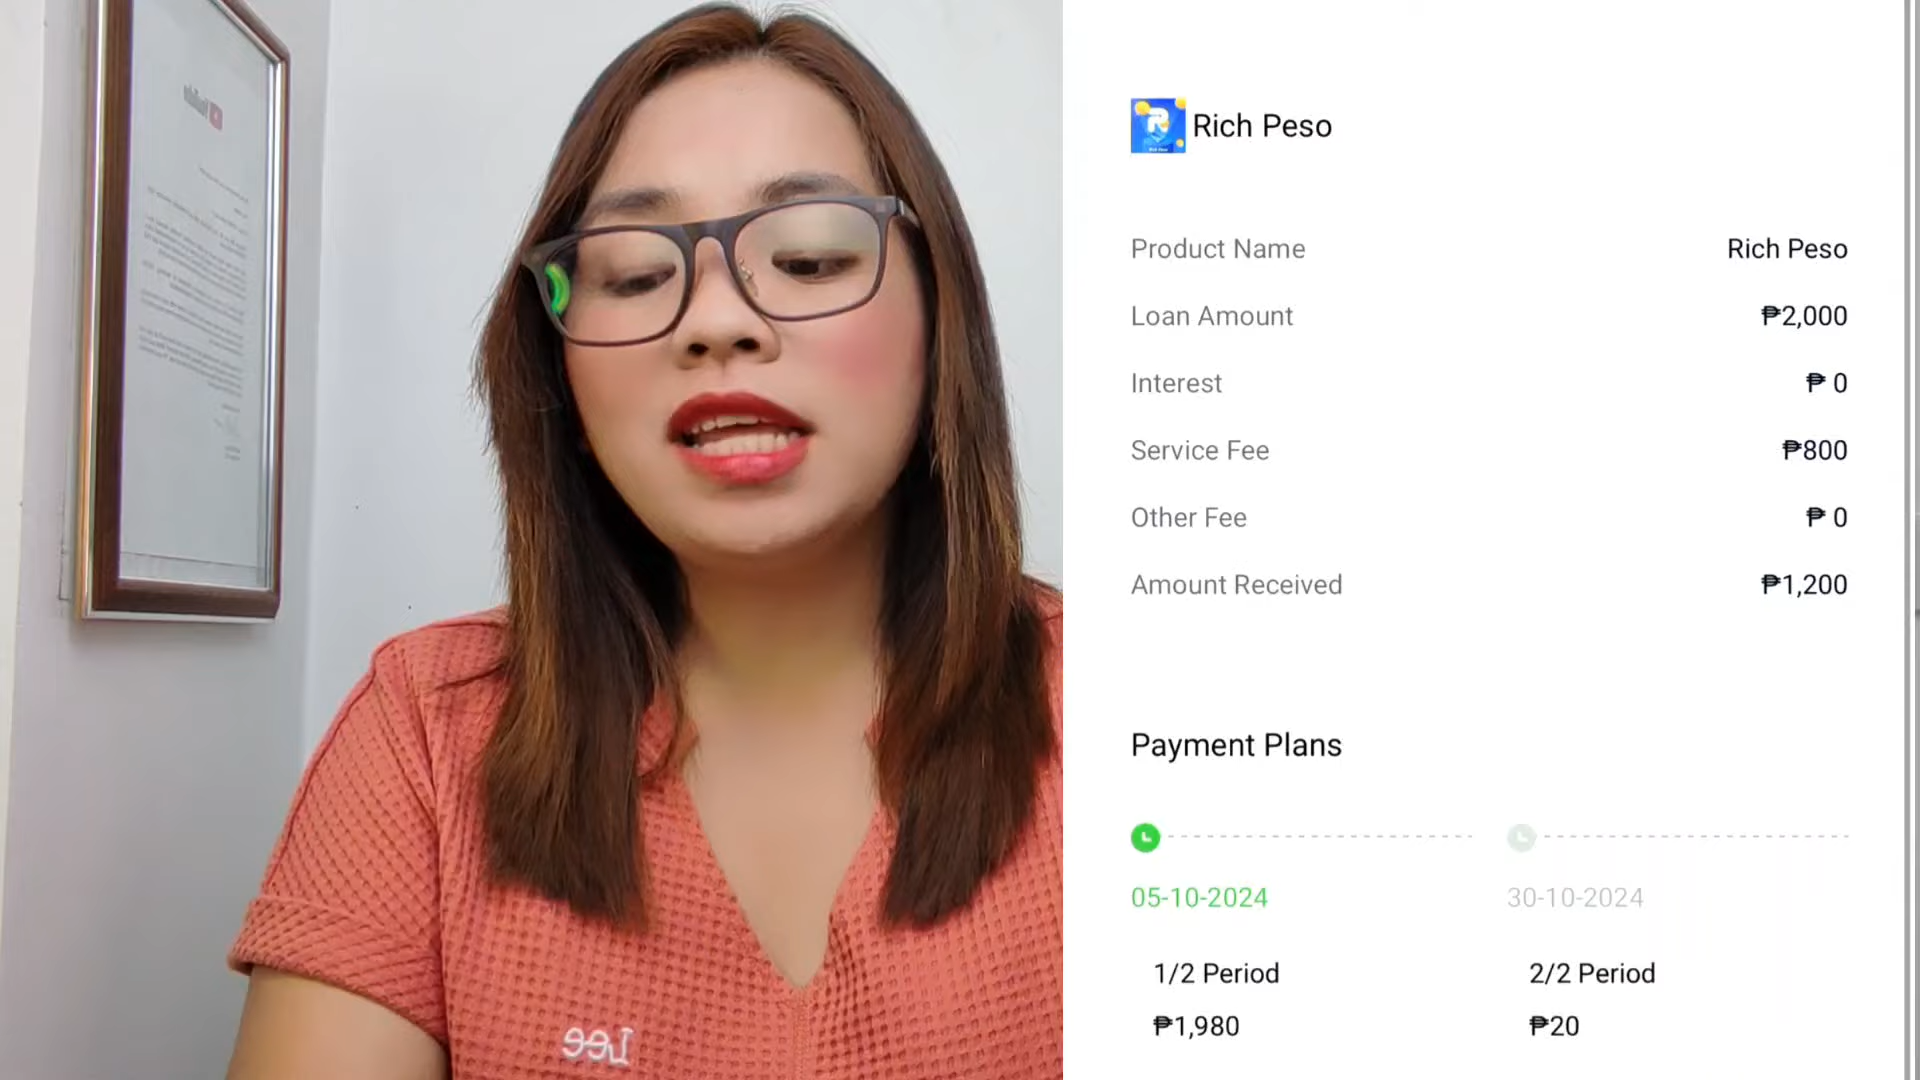 Rich Peso
Product Name Rich Peso
Loan Amount ₱2,000
Interest ₱ 0
Service Fee ₱800
Other Fee ₱ 0
Amount Received ₱1,200
Payment Plans
05-10-2024 30-10-2024
1/2 Period 2/2 Period
₱1,980 ₱20
Lee